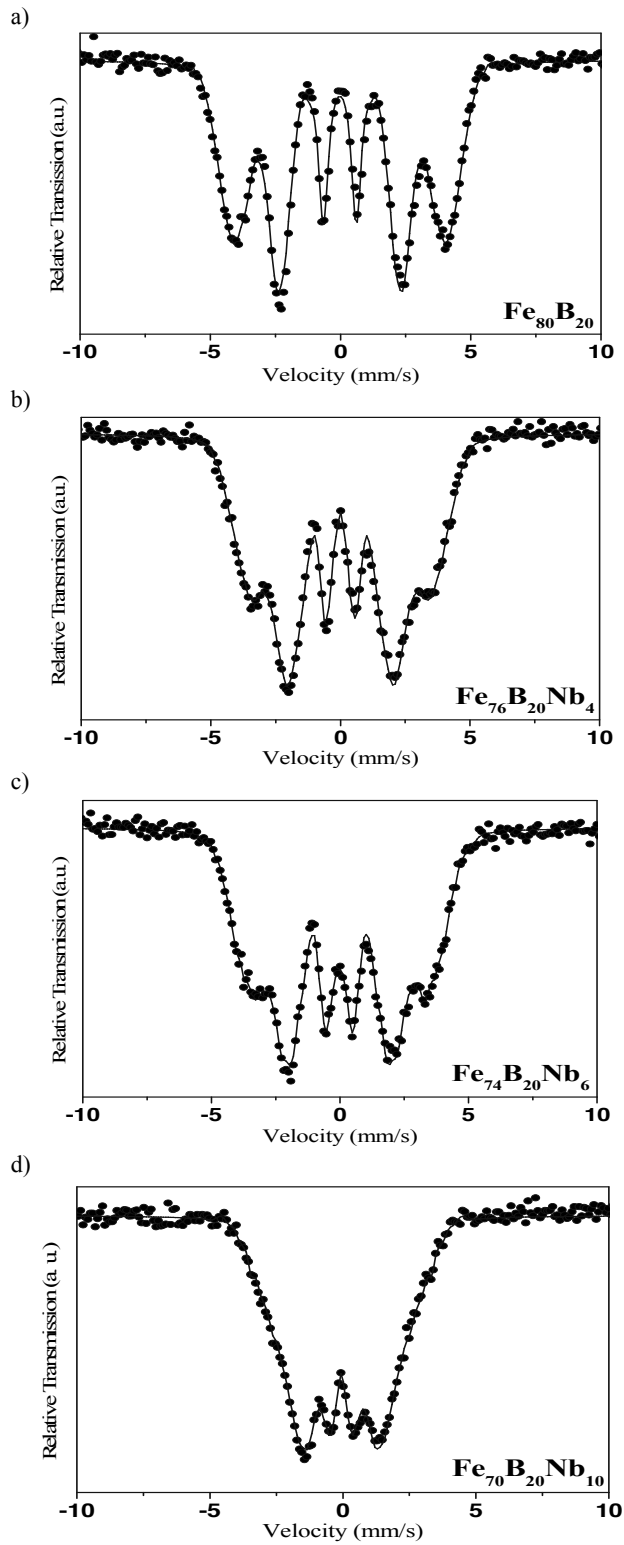 a)
Relative Transission (a.u.)
Fe80B20
-10 -5 0 5 10
Velocity (mm/s)
b)
Relative Transmission (a.u.)
Fe76B20Nb4
-10 -5 0 5 10
Velocity (mm/s)
c)
Relative Transmission (a.u.)
Fe74B20Nb6
-10 -5 0 5 10
Velocity (mm/s)
d)
Relative Transmission (a. u.)
Fe70B20Nb10
-10 -5 0 5 10
Velocity (mm/s)